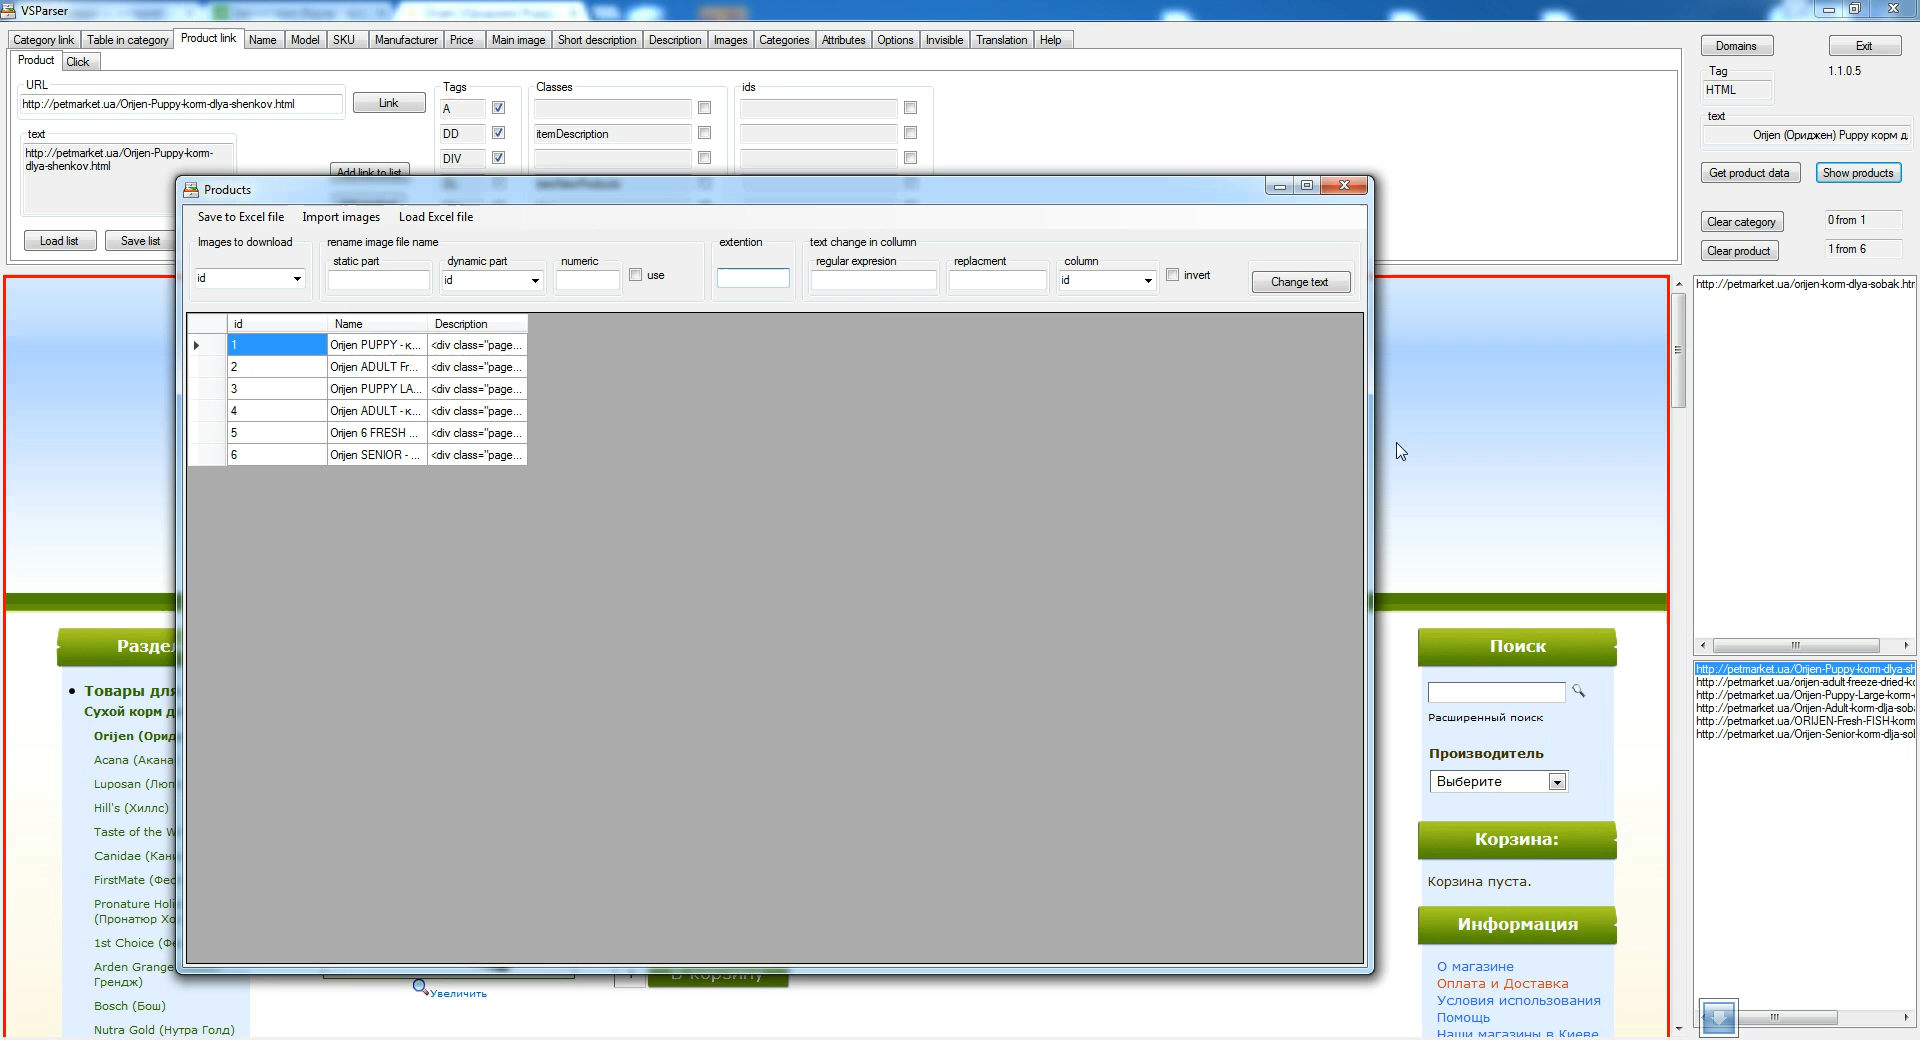 VSParser
Category link
Table in category
Product link
Name
Model
SKU
Manufacturer
Price
Main image
Short description
Description
Images
Categories
Attributes
Options
Invisible
Translation
Help
Product
Click
URL
http://petmarket.ua/Orijen-Puppy-korm-dlya-shenkov.html
Link
text
http://petmarket.ua/Orijen-Puppy-korm-
dlya-shenkov.html
Add link to list
Load list
Save list
Tags
A
DD
DIV
Classes
itemDescription
ids
Domains
Exit
Tag
HTML
1.1.0.5
text
Orijen (Ориджен) Puppy корм д
Get product data
Show products
Clear category
0 from 1
Clear product
1 from 6
Products
Save to Excel file
Import images
Load Excel file
Images to download
id
rename image file name
static part
dynamic part
id
numeric
use
extention
text change in collumn
regular expresion
replacment
column
id
invert
Change text
id Name Description
1 Orijen PUPPY - к... <div class="page...
2 Orijen ADULT Fr... <div class="page...
3 Orijen PUPPY LA... <div class="page...
4 Orijen ADULT - к... <div class="page...
5 Orijen 6 FRESH ... <div class="page...
6 Orijen SENIOR - ... <div class="page...
http://petmarket.ua/orijen-korm-dlya-sobak.htm
http://petmarket.ua/Orijen-Puppy-korm-dlya-sh
http://petmarket.ua/orijen-adult-freeze-dried-ko
http://petmarket.ua/Orijen-Puppy-Large-korm-
http://petmarket.ua/Orijen-Adult-korm-dlja-sob
http://petmarket.ua/ORIJEN-Fresh-FISH-korm
http://petmarket.ua/Orijen-Senior-korm-dlja-sol
Раздел
Товары для
Сухой корм д
Orijen (Орид
Acana (Акана
Luposan (Люп
Hill's (Хиллс)
Taste of the W
Canidae (Кани
FirstMate (Фес
Pronature Holi
(Пронатюр Хо
1st Choice (Фе
Arden Grange
Грендж)
Bosch (Бош)
Nutra Gold (Нутра Голд)
Увеличить
В корзину
Поиск
Расширенный поиск
Производитель
Выберите
Корзина:
Корзина пуста.
Информация
О магазине
Оплата и Доставка
Условия использования
Помощь
Наши магазины в Киеве